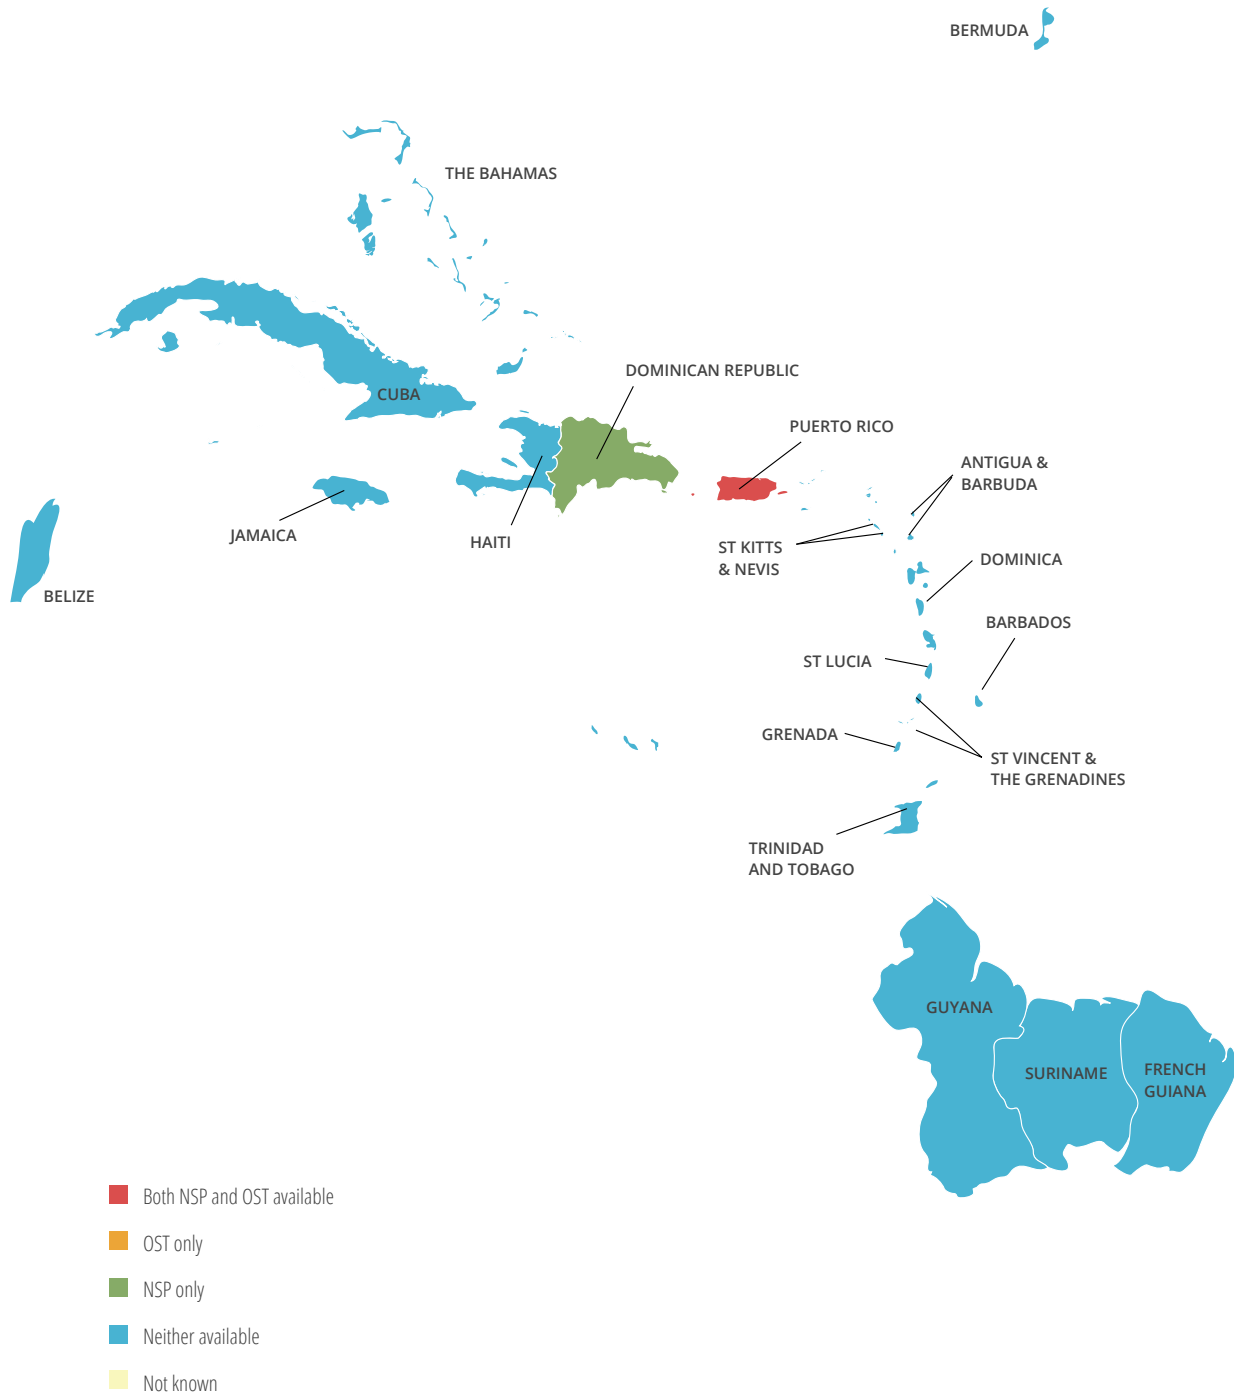 BERMUDA
THE BAHAMAS
DOMINICAN REPUBLIC
CUBA
PUERTO RICO
ANTIGUA &
BARBUDA
JAMAICA
HAITI
ST KITTS
& NEVIS
DOMINICA
BELIZE
BARBADOS
ST LUCIA
GRENADA
ST VINCENT &
THE GRENADINES
TRINIDAD
AND TOBAGO
GUYANA
SURINAME
FRENCH
GUIANA
Both NSP and OST available
OST only
NSP only
Neither available
Not known